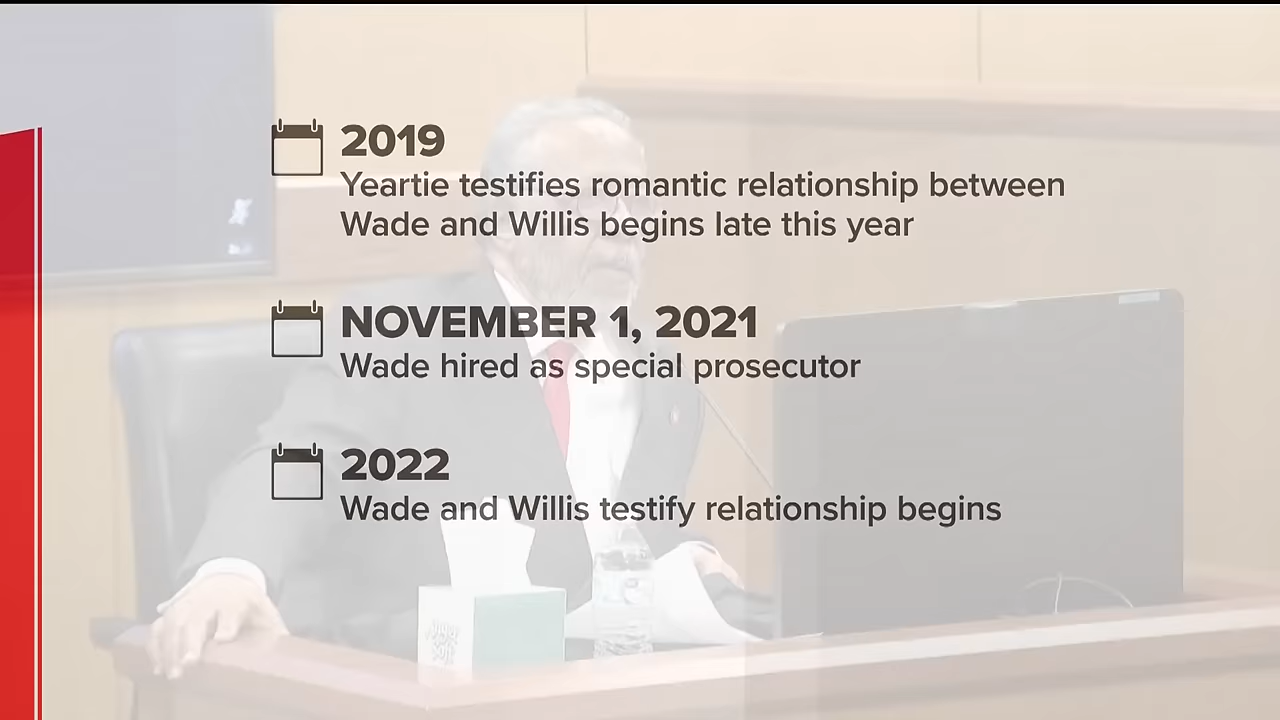 2019
Yeartie testifies romantic relationship between
Wade and Willis begins late this year
NOVEMBER 1, 2021
Wade hired as special prosecutor
2022
Wade and Willis testify relationship begins